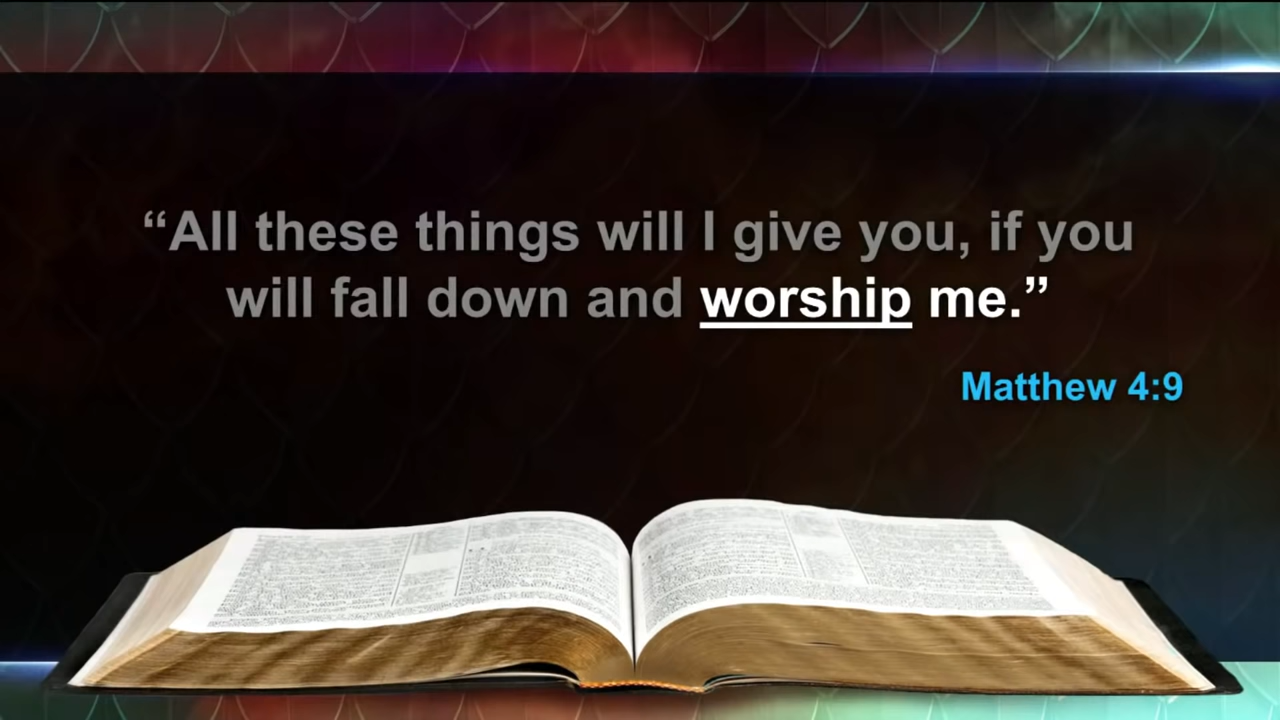 “All these things will I give you, if you
will fall down and worship me.”
Matthew 4:9